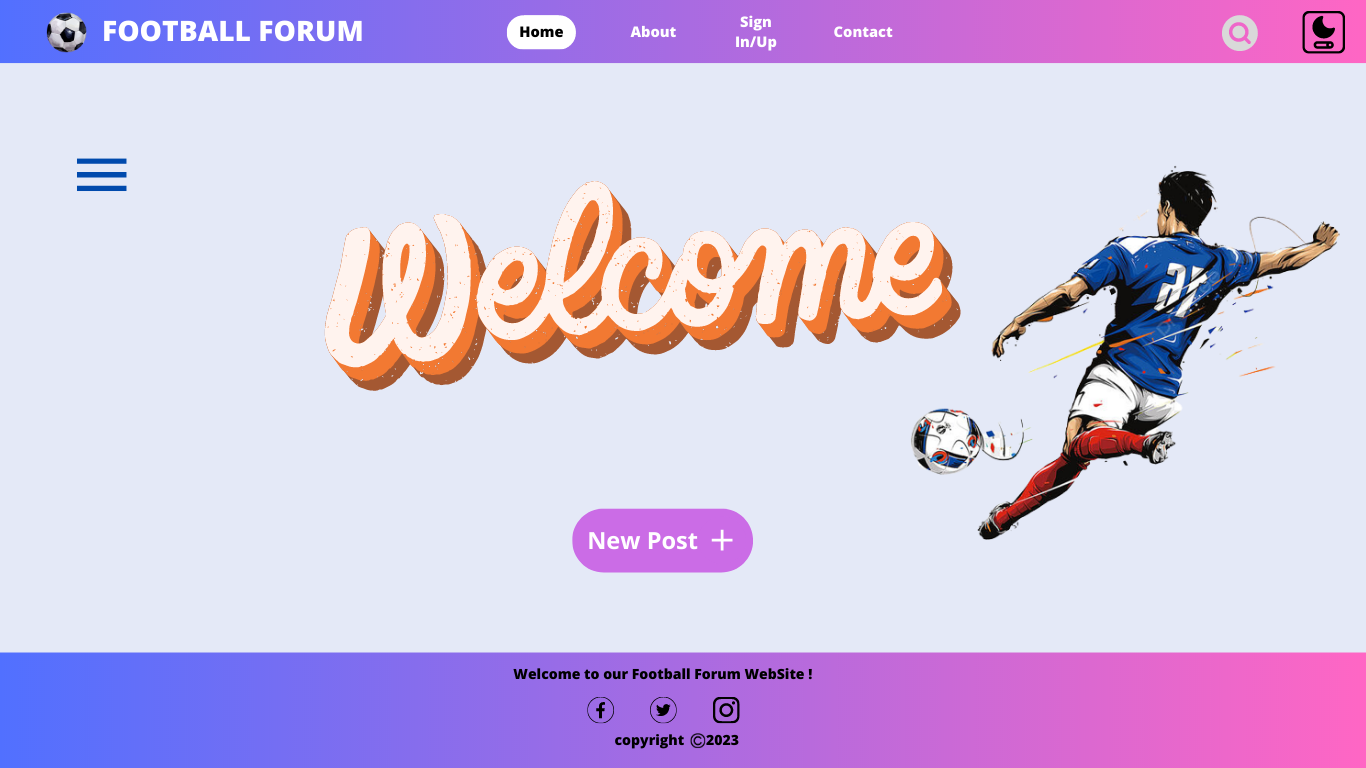 FOOTBALL FORUM
Home
About
Sign
In/Up
Contact
Welcome
New Post +
Welcome to our Football Forum WebSite !
copyright ©2023